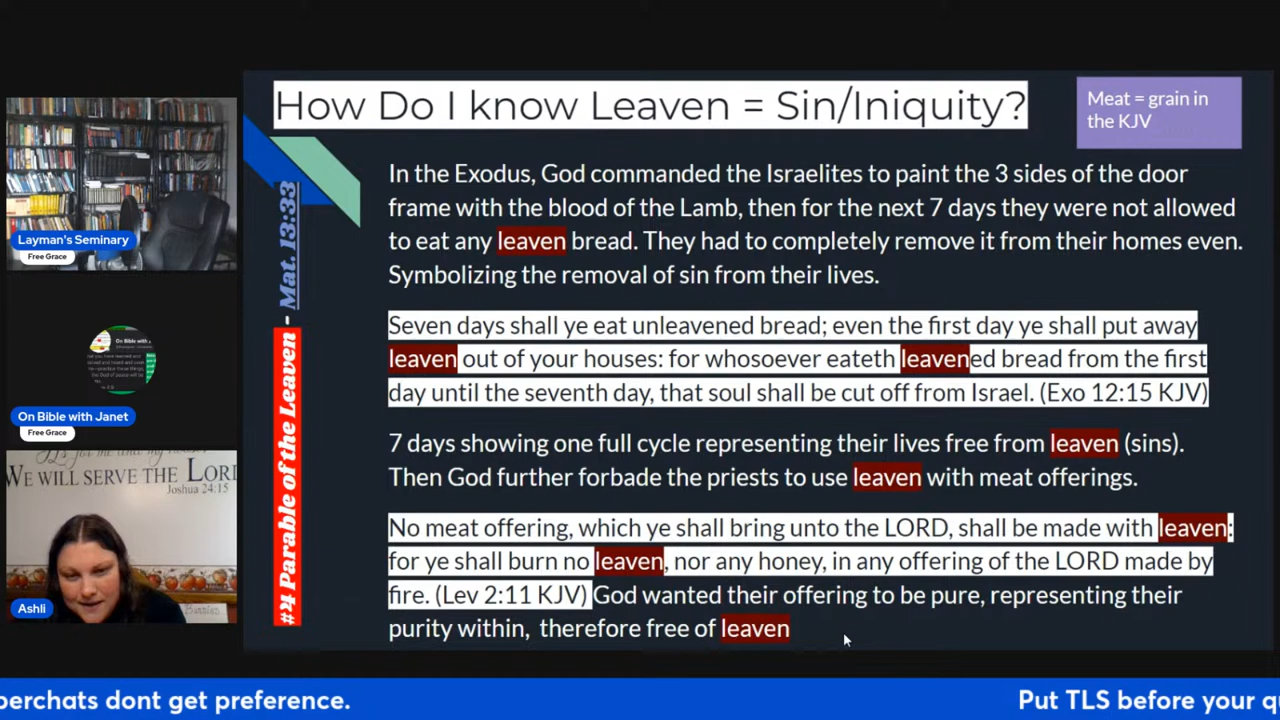 How Do I know Leaven = Sin/Iniquity?
Meat = grain in
the KJV
In the Exodus, God commanded the Israelites to paint the 3 sides of the door
frame with the blood of the Lamb, then for the next 7 days they were not allowed
to eat any leaven bread. They had to completely remove it from their homes even.
Symbolizing the removal of sin from their lives.
Seven days shall ye eat unleavened bread; even the first day ye shall put away
leaven out of your houses: for whosoever eateth leavened bread from the first
day until the seventh day, that soul shall be cut off from Israel. (Exo 12:15 KJV)
7 days showing one full cycle representing their lives free from leaven (sins).
Then God further forbade the priests to use leaven with meat offerings.
No meat offering, which ye shall bring unto the LORD, shall be made with leaven:
for ye shall burn no leaven, nor any honey, in any offering of the LORD made by
fire. (Lev 2:11 KJV) God wanted their offering to be pure, representing their
purity within, therefore free of leaven
#4 Parable of the Leaven - Mat. 13:33
Layman's Seminary
Free Grace
On Bible with Janet
Free Grace
WE WILL SERVE THE LORD
Joshua 24:15
Ashli
perchats dont get preference.
Put TLS before your qu